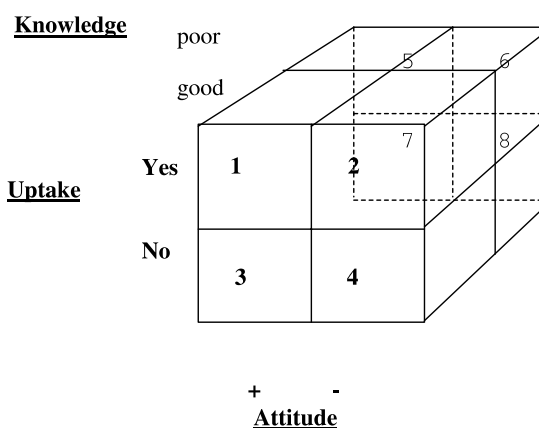 Knowledge
poor
good
5 6
Yes 1 2 7 8
Uptake
No
3 4
+ -
Attitude